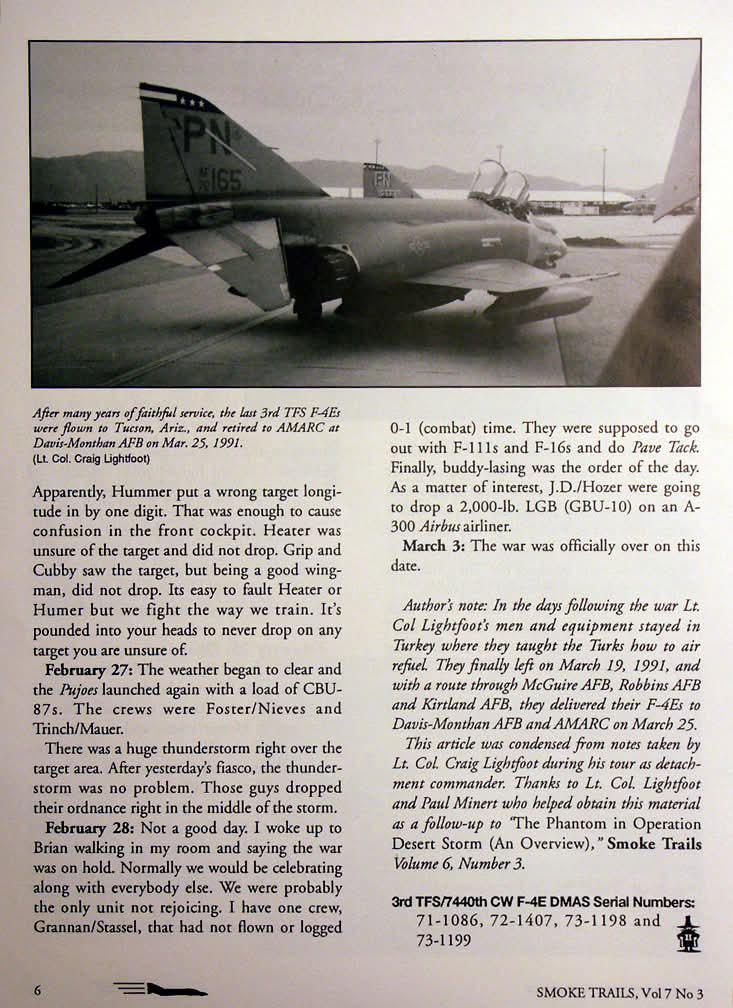 PN
AF
72 165
PN
After many years of faithful service, the last 3rd TFS F-4Es
were flown to Tucson, Ariz., and retired to AMARC at
Davis-Monthan AFB on Mar. 25, 1991.
(Lt. Col. Craig Lightfoot)
Apparently, Hummer put a wrong target longi-
tude in by one digit. That was enough to cause
confusion in the front cockpit. Heater was
unsure of the target and did not drop. Grip and
Cubby saw the target, but being a good wing-
man, did not drop. Its easy to fault Heater or
Humer but we fight the way we train. It's
pounded into your heads to never drop on any
target you are unsure of.
February 27: The weather began to clear and
the Pujoes launched again with a load of CBU-
87s. The crews were Foster/Nieves and
Trinch/Mauer.
There was a huge thunderstorm right over the
target area. After yesterday's fiasco, the thunder-
storm was no problem. Those guys dropped
their ordnance right in the middle of the storm.
February 28: Not a good day. I woke up to
Brian walking in my room and saying the war
was on hold. Normally we would be celebrating
along with everybody else. We were probably
the only unit not rejoicing. I have one crew,
Grannan/Stassel, that had not flown or logged
0-1 (combat) time. They were supposed to go
out with F-111s and F-16s and do Pave Tack.
Finally, buddy-lasing was the order of the day.
As a matter of interest, J.D./Hozer were going
to drop a 2,000-lb. LGB (GBU-10) on an A-
300 Airbus airliner.
March 3: The war was officially over on this
date.
Author's note: In the days following the war Lt.
Col Lightfoot's men and equipment stayed in
Turkey where they taught the Turks how to air
refuel. They finally left on March 19, 1991, and
with a route through McGuire AFB, Robbins AFB
and Kirtland AFB, they delivered their F-4Es to
Davis-Monthan AFB and AMARC on March 25.
This article was condensed from notes taken by
Lt. Col. Craig Lightfoot during his tour as detach-
ment commander. Thanks to Lt. Col. Lightfoot
and Paul Minert who helped obtain this material
as a follow-up to "The Phantom in Operation
Desert Storm (An Overview)," Smoke Trails
Volume 6, Number 3.
3rd TFS/7440th CW F-4E DMAS Serial Numbers:
71-1086, 72-1407, 73-1198 and
73-1199
6
SMOKE TRAILS, Vol 7 No 3